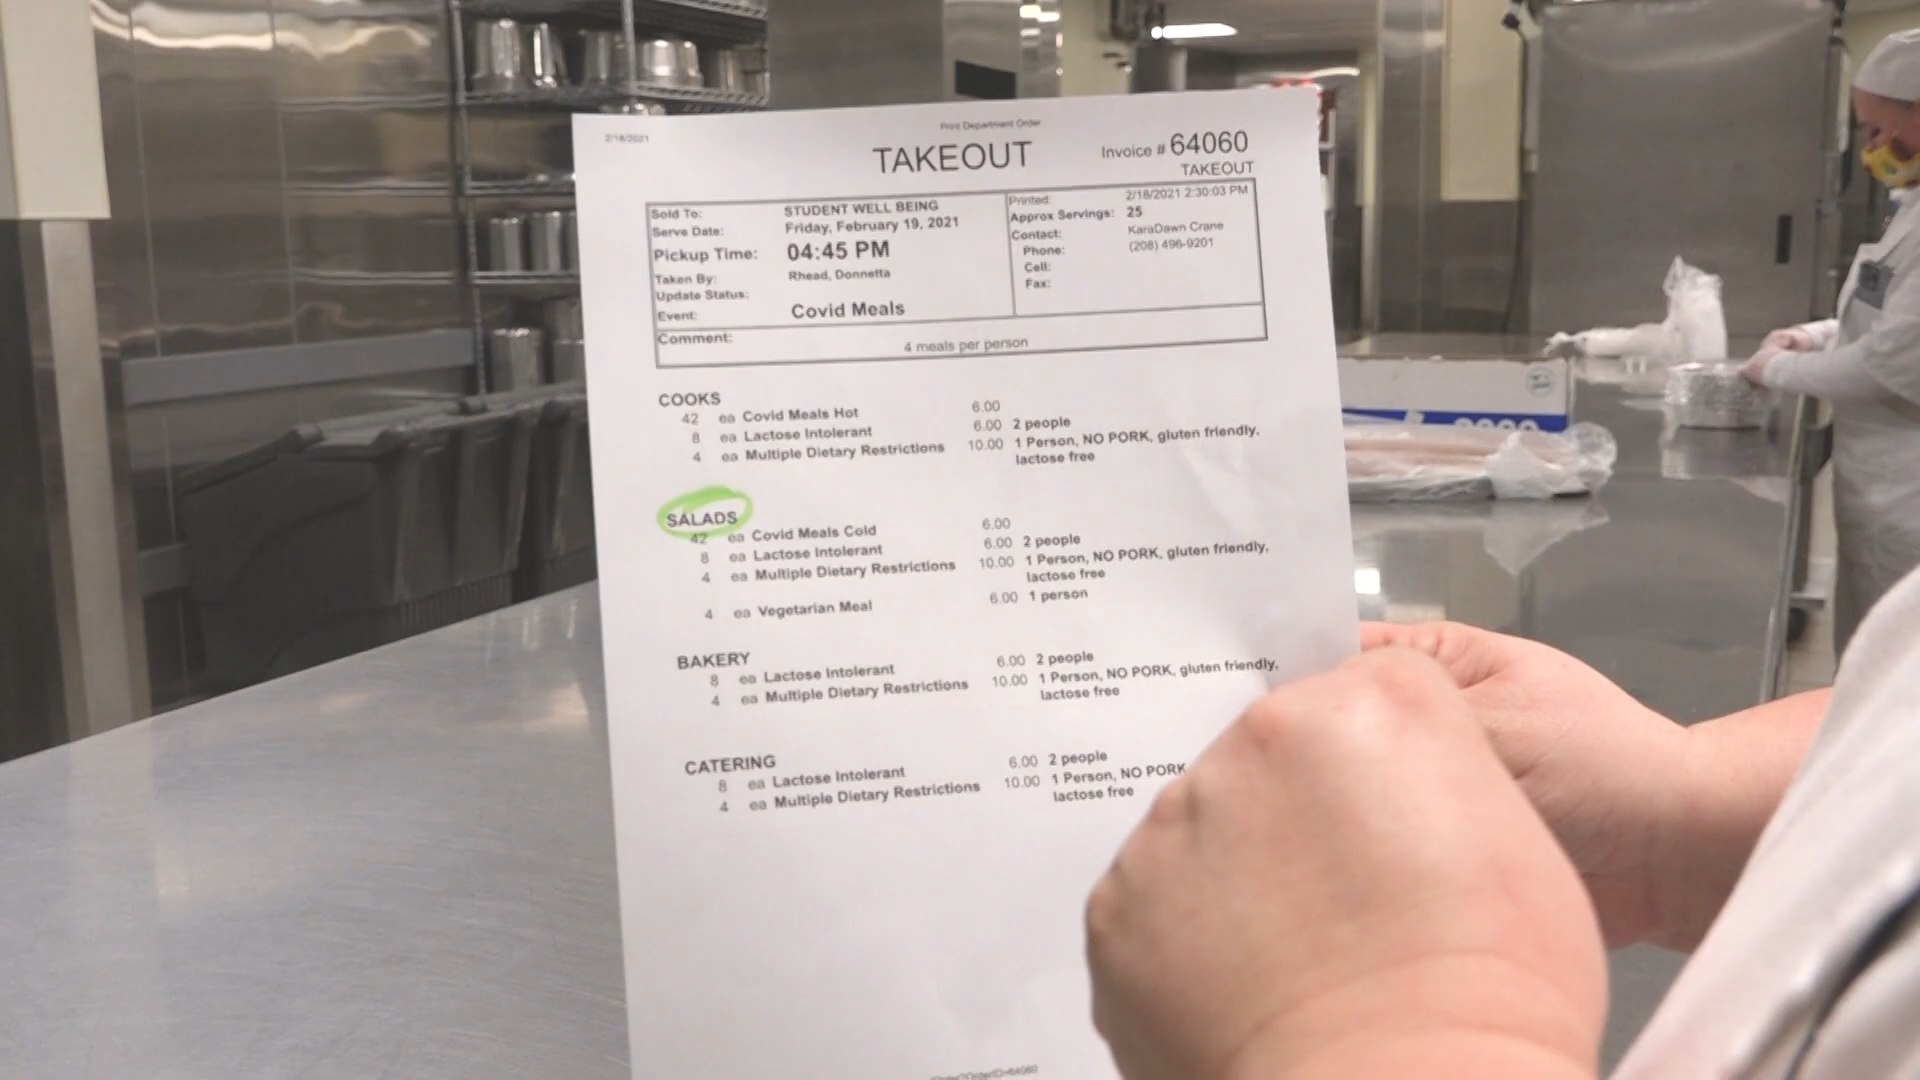 2/18/2021
Print Department Order
TAKEOUT
Invoice # 64060
TAKEOUT
Sold To: STUDENT WELL BEING
Serve Date: Friday, February 19, 2021
Pickup Time: 04:45 PM
Taken By: Rhead, Donnetta
Update Status:
Event: Covid Meals
Printed: 2/18/2021 2:30:03 PM
Approx Servings: 25
Contact: KaraDawn Crane
Phone: (208) 496-9201
Cell:
Fax:
Comment: 4 meals per person
COOKS
42 ea Covid Meals Hot 6.00
8 ea Lactose Intolerant 6.00 2 people
4 ea Multiple Dietary Restrictions 10.00 1 Person, NO PORK, gluten friendly,
lactose free
SALADS
42 ea Covid Meals Cold 6.00
8 ea Lactose Intolerant 6.00 2 people
4 ea Multiple Dietary Restrictions 10.00 1 Person, NO PORK, gluten friendly,
lactose free
4 ea Vegetarian Meal 6.00 1 person
BAKERY
8 ea Lactose Intolerant 6.00 2 people
4 ea Multiple Dietary Restrictions 10.00 1 Person, NO PORK, gluten friendly,
lactose free
CATERING
8 ea Lactose Intolerant 6.00 2 people
4 ea Multiple Dietary Restrictions 10.00 1 Person, NO PORK
lactose free